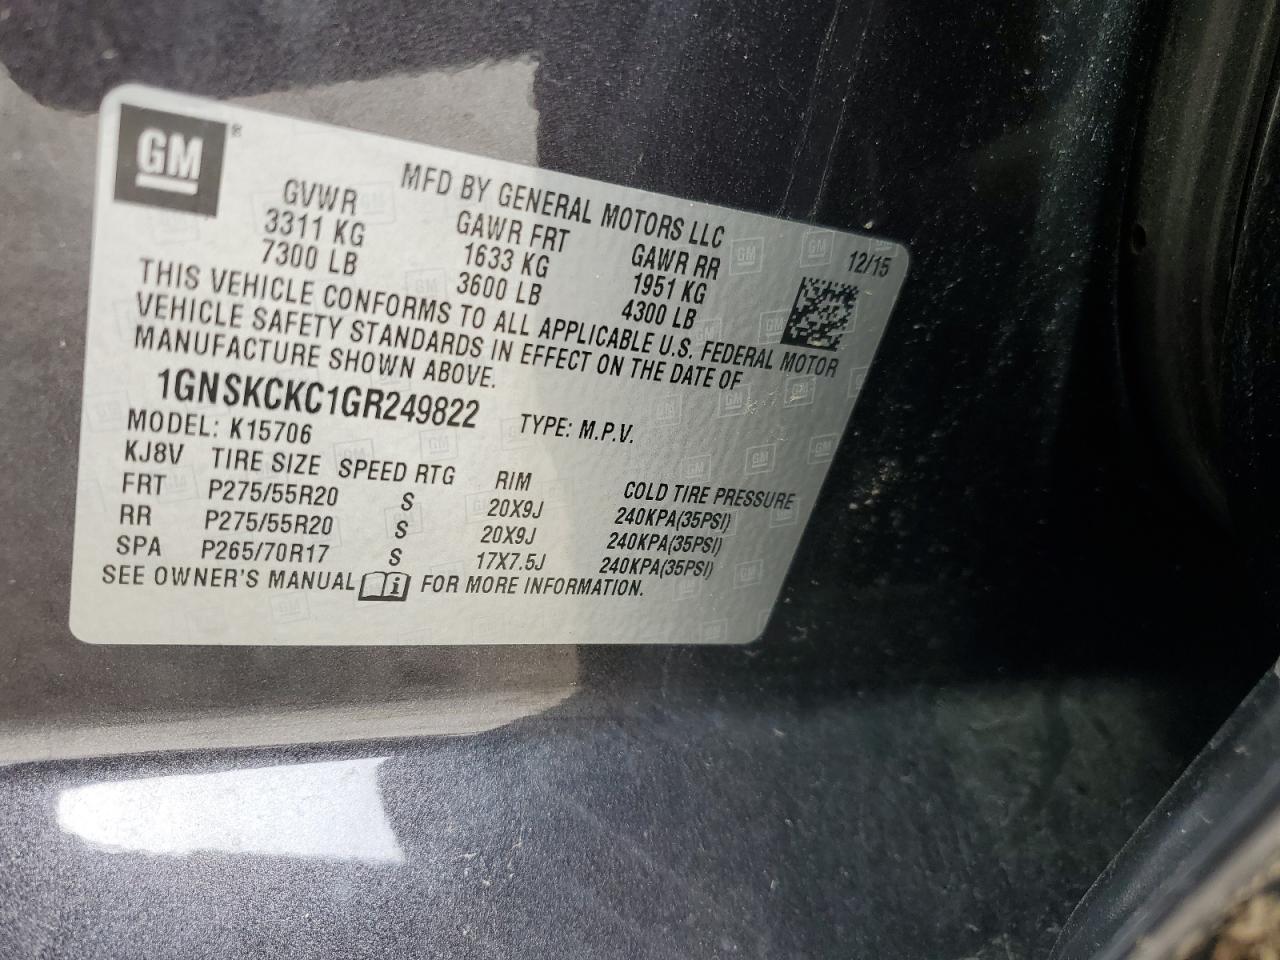 GM ®
MFD BY GENERAL MOTORS LLC
12/15
GVWR GAWR FRT GAWR RR
3311 KG 1633 KG 1951 KG
7300 LB 3600 LB 4300 LB
THIS VEHICLE CONFORMS TO ALL APPLICABLE U.S. FEDERAL MOTOR
VEHICLE SAFETY STANDARDS IN EFFECT ON THE DATE OF
MANUFACTURE SHOWN ABOVE.
1GNSKCKC1GR249822 TYPE: M.P.V.
MODEL: K15706
KJ8V TIRE SIZE SPEED RTG RIM COLD TIRE PRESSURE
FRT P275/55R20 S 20X9J 240KPA(35PSI)
RR P275/55R20 S 20X9J 240KPA(35PSI)
SPA P265/70R17 S 17X7.5J 240KPA(35PSI)
SEE OWNER'S MANUAL i FOR MORE INFORMATION.